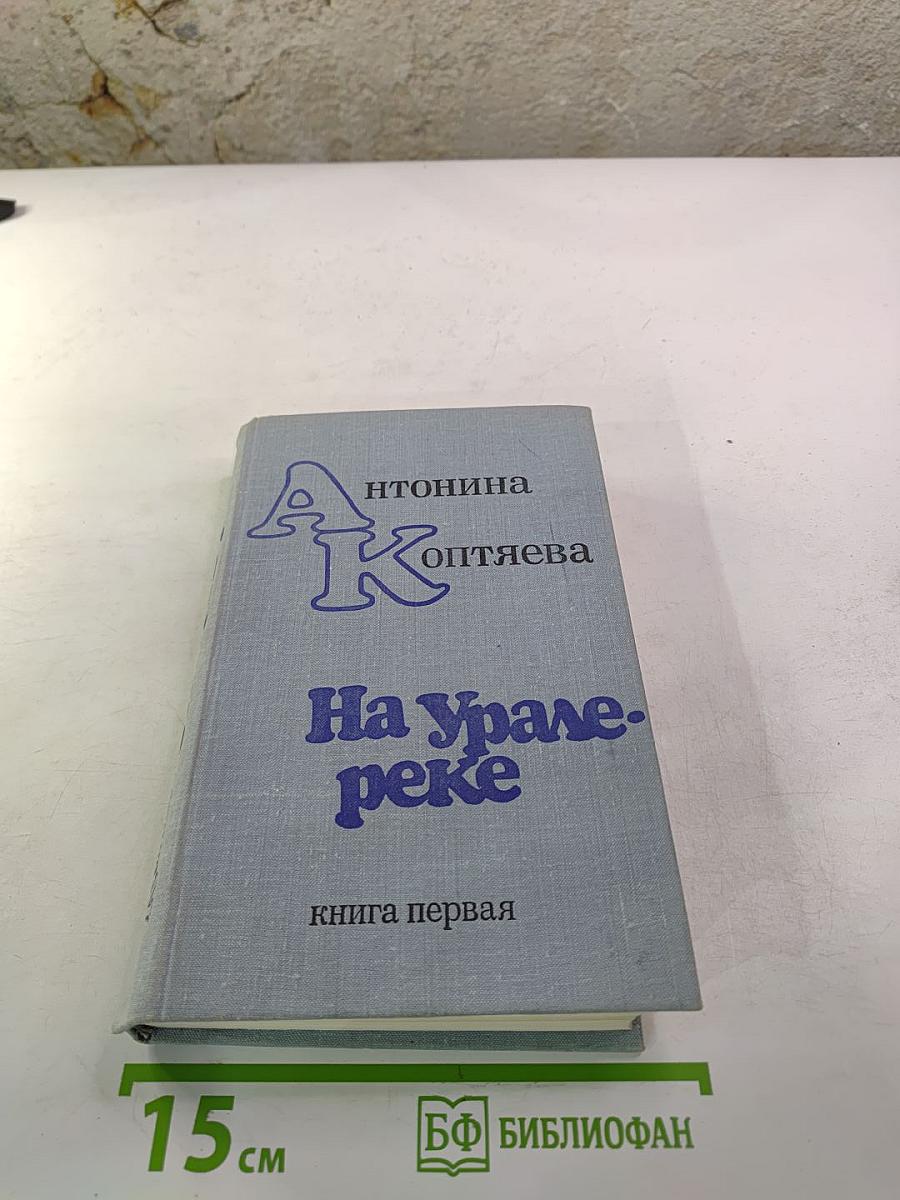 Антонина
Коптяева
На Урале-
реке
книга первая
15 см
БФ БИБЛИОФАН